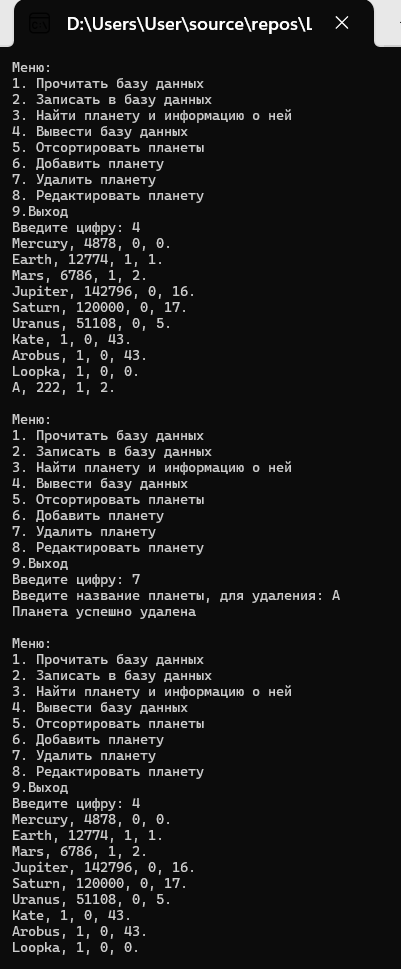 D:\Users\User\source\repos\L
Меню:
1. Прочитать базу данных
2. Записать в базу данных
3. Найти планету и информацию о ней
4. Вывести базу данных
5. Отсортировать планеты
6. Добавить планету
7. Удалить планету
8. Редактировать планету
9.Выход
Введите цифру: 4
Mercury, 4878, 0, 0.
Earth, 12774, 1, 1.
Mars, 6786, 1, 2.
Jupiter, 142796, 0, 16.
Saturn, 120000, 0, 17.
Uranus, 51108, 0, 5.
Kate, 1, 0, 43.
Arobus, 1, 0, 43.
Loopka, 1, 0, 0.
A, 222, 1, 2.
Меню:
1. Прочитать базу данных
2. Записать в базу данных
3. Найти планету и информацию о ней
4. Вывести базу данных
5. Отсортировать планеты
6. Добавить планету
7. Удалить планету
8. Редактировать планету
9.Выход
Введите цифру: 7
Введите название планеты, для удаления: A
Планета успешно удалена
Меню:
1. Прочитать базу данных
2. Записать в базу данных
3. Найти планету и информацию о ней
4. Вывести базу данных
5. Отсортировать планеты
6. Добавить планету
7. Удалить планету
8. Редактировать планету
9.Выход
Введите цифру: 4
Mercury, 4878, 0, 0.
Earth, 12774, 1, 1.
Mars, 6786, 1, 2.
Jupiter, 142796, 0, 16.
Saturn, 120000, 0, 17.
Uranus, 51108, 0, 5.
Kate, 1, 0, 43.
Arobus, 1, 0, 43.
Loopka, 1, 0, 0.